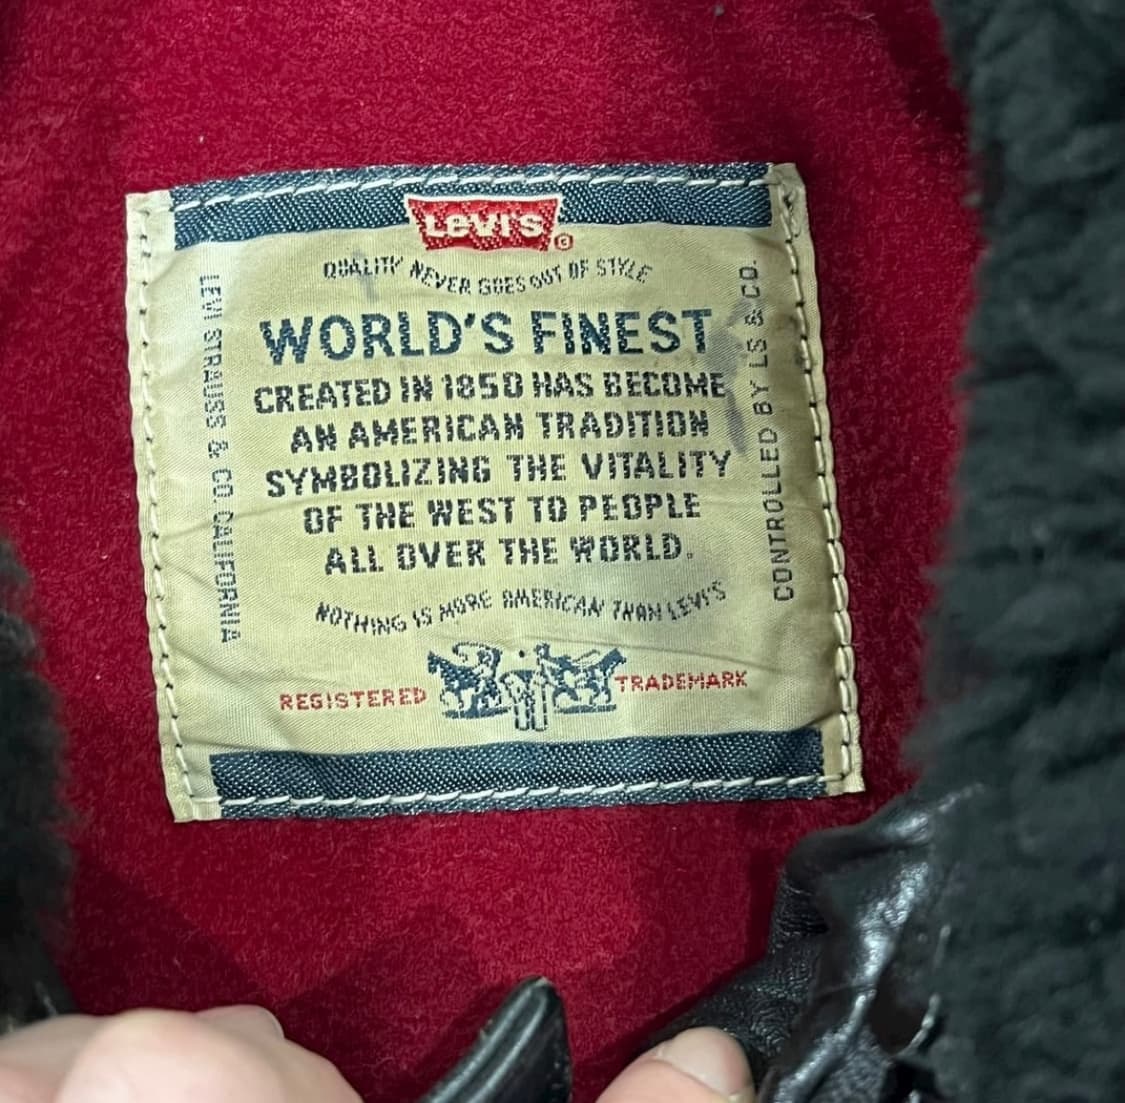 Levi's
QUALITY NEVER GOES OUT OF STYLE
WORLD'S FINEST
CREATED IN 1850 HAS BECOME
AN AMERICAN TRADITION
SYMBOLIZING THE VITALITY
OF THE WEST TO PEOPLE
ALL OVER THE WORLD.
NOTHING IS MORE AMERICAN THAN LEVI'S
REGISTERED TRADEMARK
LEVI STRAUSS & CO. CALIFORNIA
CONTROLLED BY LS & CO.